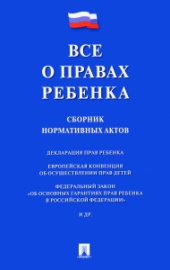 ВСЕ
О ПРАВАХ
РЕБЕНКА
СБОРНИК
НОРМАТИВНЫХ АКТОВ
ДЕКЛАРАЦИЯ ПРАВ РЕБЕНКА
ЕВРОПЕЙСКАЯ КОНВЕНЦИЯ
ОБ ОСУЩЕСТВЛЕНИИ ПРАВ ДЕТЕЙ
ФЕДЕРАЛЬНЫЙ ЗАКОН
«ОБ ОСНОВНЫХ ГАРАНТИЯХ ПРАВ РЕБЕНКА
В РОССИЙСКОЙ ФЕДЕРАЦИИ»
И ДР.
ПРОСПЕКТ